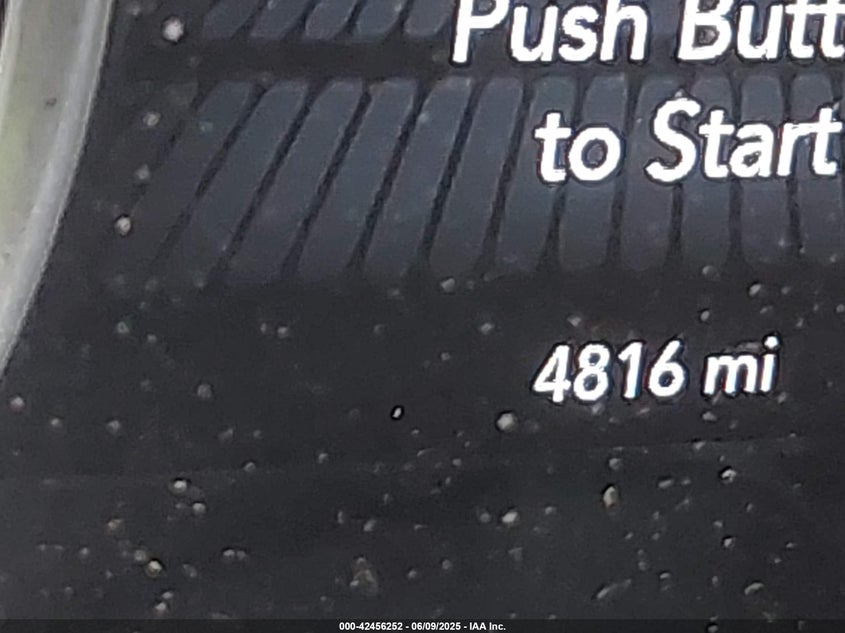 Push Butt
to Start
4816 mi
000-42456252 - 06/09/2025 - IAA Inc.